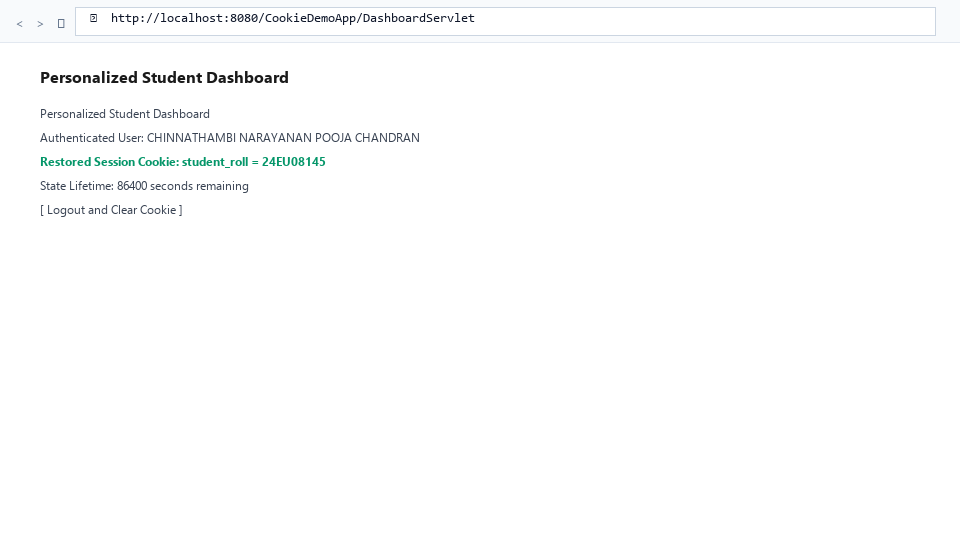 < >
http://localhost:8080/CookieDemoApp/DashboardServlet
Personalized Student Dashboard
Personalized Student Dashboard
Authenticated User: CHINNATHAMBI NARAYANAN POOJA CHANDRAN
Restored Session Cookie: student_roll = 24EU08145
State Lifetime: 86400 seconds remaining
[ Logout and Clear Cookie ]